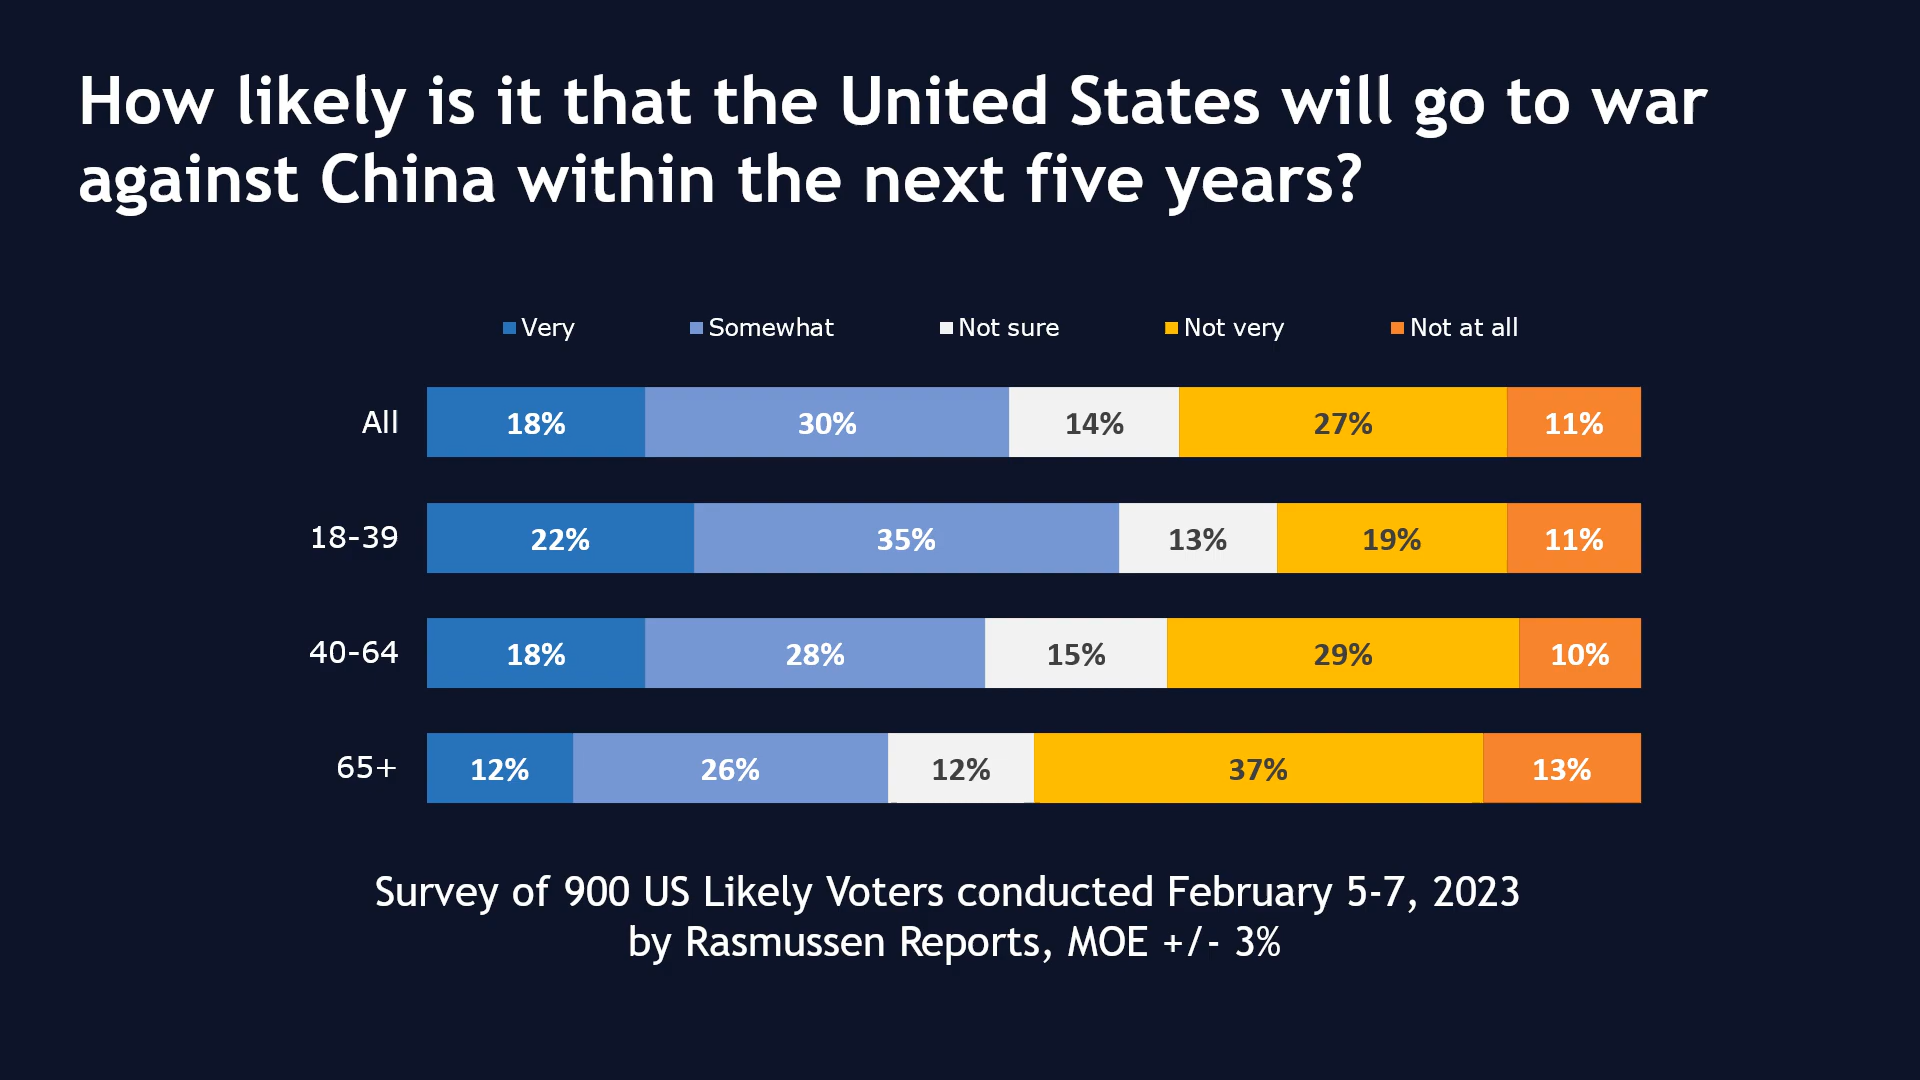 How likely is it that the United States will go to war
against China within the next five years?
Very Somewhat Not sure Not very Not at all
All 18% 30% 14% 27% 11%
18-39 22% 35% 13% 19% 11%
40-64 18% 28% 15% 29% 10%
65+ 12% 26% 12% 37% 13%
Survey of 900 US Likely Voters conducted February 5-7, 2023
by Rasmussen Reports, MOE +/- 3%